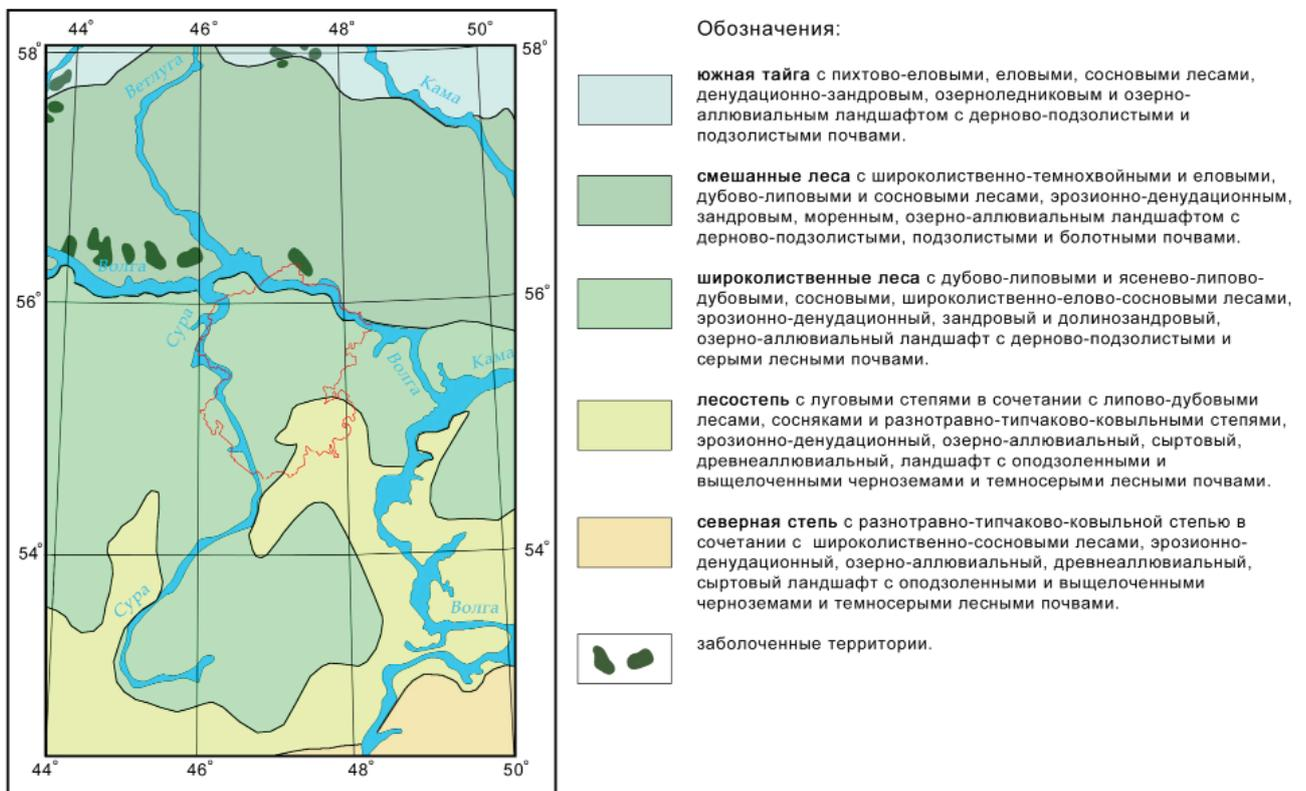 44° 46° 48° 50°
58° 58°
Ветлуга
Кама
Волга
56° 56°
Сура
Волга
Кама
54° 54°
Сура
Волга
44° 46° 48° 50°
Обозначения:
южная тайга с пихтово-еловыми, еловыми, сосновыми лесами,
денудационно-зандровым, озерноледниковым и озерно-
аллювиальным ландшафтом с дерново-подзолистыми и
подзолистыми почвами.
смешанные леса с широколиственно-темнохвойными и еловыми,
дубово-липовыми и сосновыми лесами, эрозионно-денудационным,
зандровым, моренным, озерно-аллювиальным ландшафтом с
дерново-подзолистыми, подзолистыми и болотными почвами.
широколиственные леса с дубово-липовыми и ясенево-липово-
дубовыми, сосновыми, широколиственно-елово-сосновыми лесами,
эрозионно-денудационный, зандровый и долинозандровый,
озерно-аллювиальный ландшафт с дерново-подзолистыми и
серыми лесными почвами.
лесостепь с луговыми степями в сочетании с липово-дубовыми
лесами, сосняками и разнотравно-типчаково-ковыльными степями,
эрозионно-денудационный, озерно-аллювиальный, сыртовый,
древнеаллювиальный, ландшафт с оподзоленными и
выщелоченными черноземами и темносерыми лесными почвами.
северная степь с разнотравно-типчаково-ковыльной степью в
сочетании с широколиственно-сосновыми лесами, эрозионно-
денудационный, озерно-аллювиальный, древнеаллювиальный,
сыртовый ландшафт с оподзоленными и выщелоченными
черноземами и темносерыми лесными почвами.
заболоченные территории.